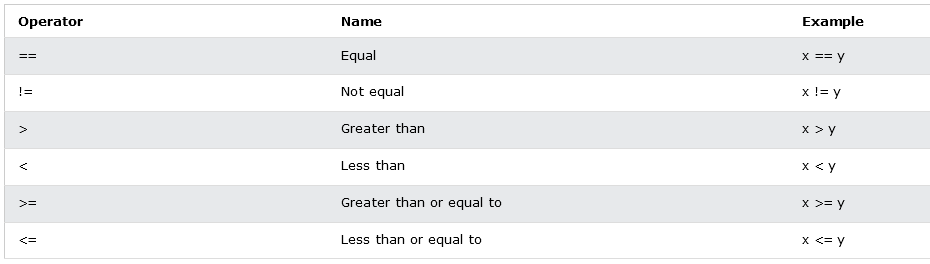 Operator Name Example
== Equal x == y
!= Not equal x != y
> Greater than x > y
< Less than x < y
>= Greater than or equal to x >= y
<= Less than or equal to x <= y